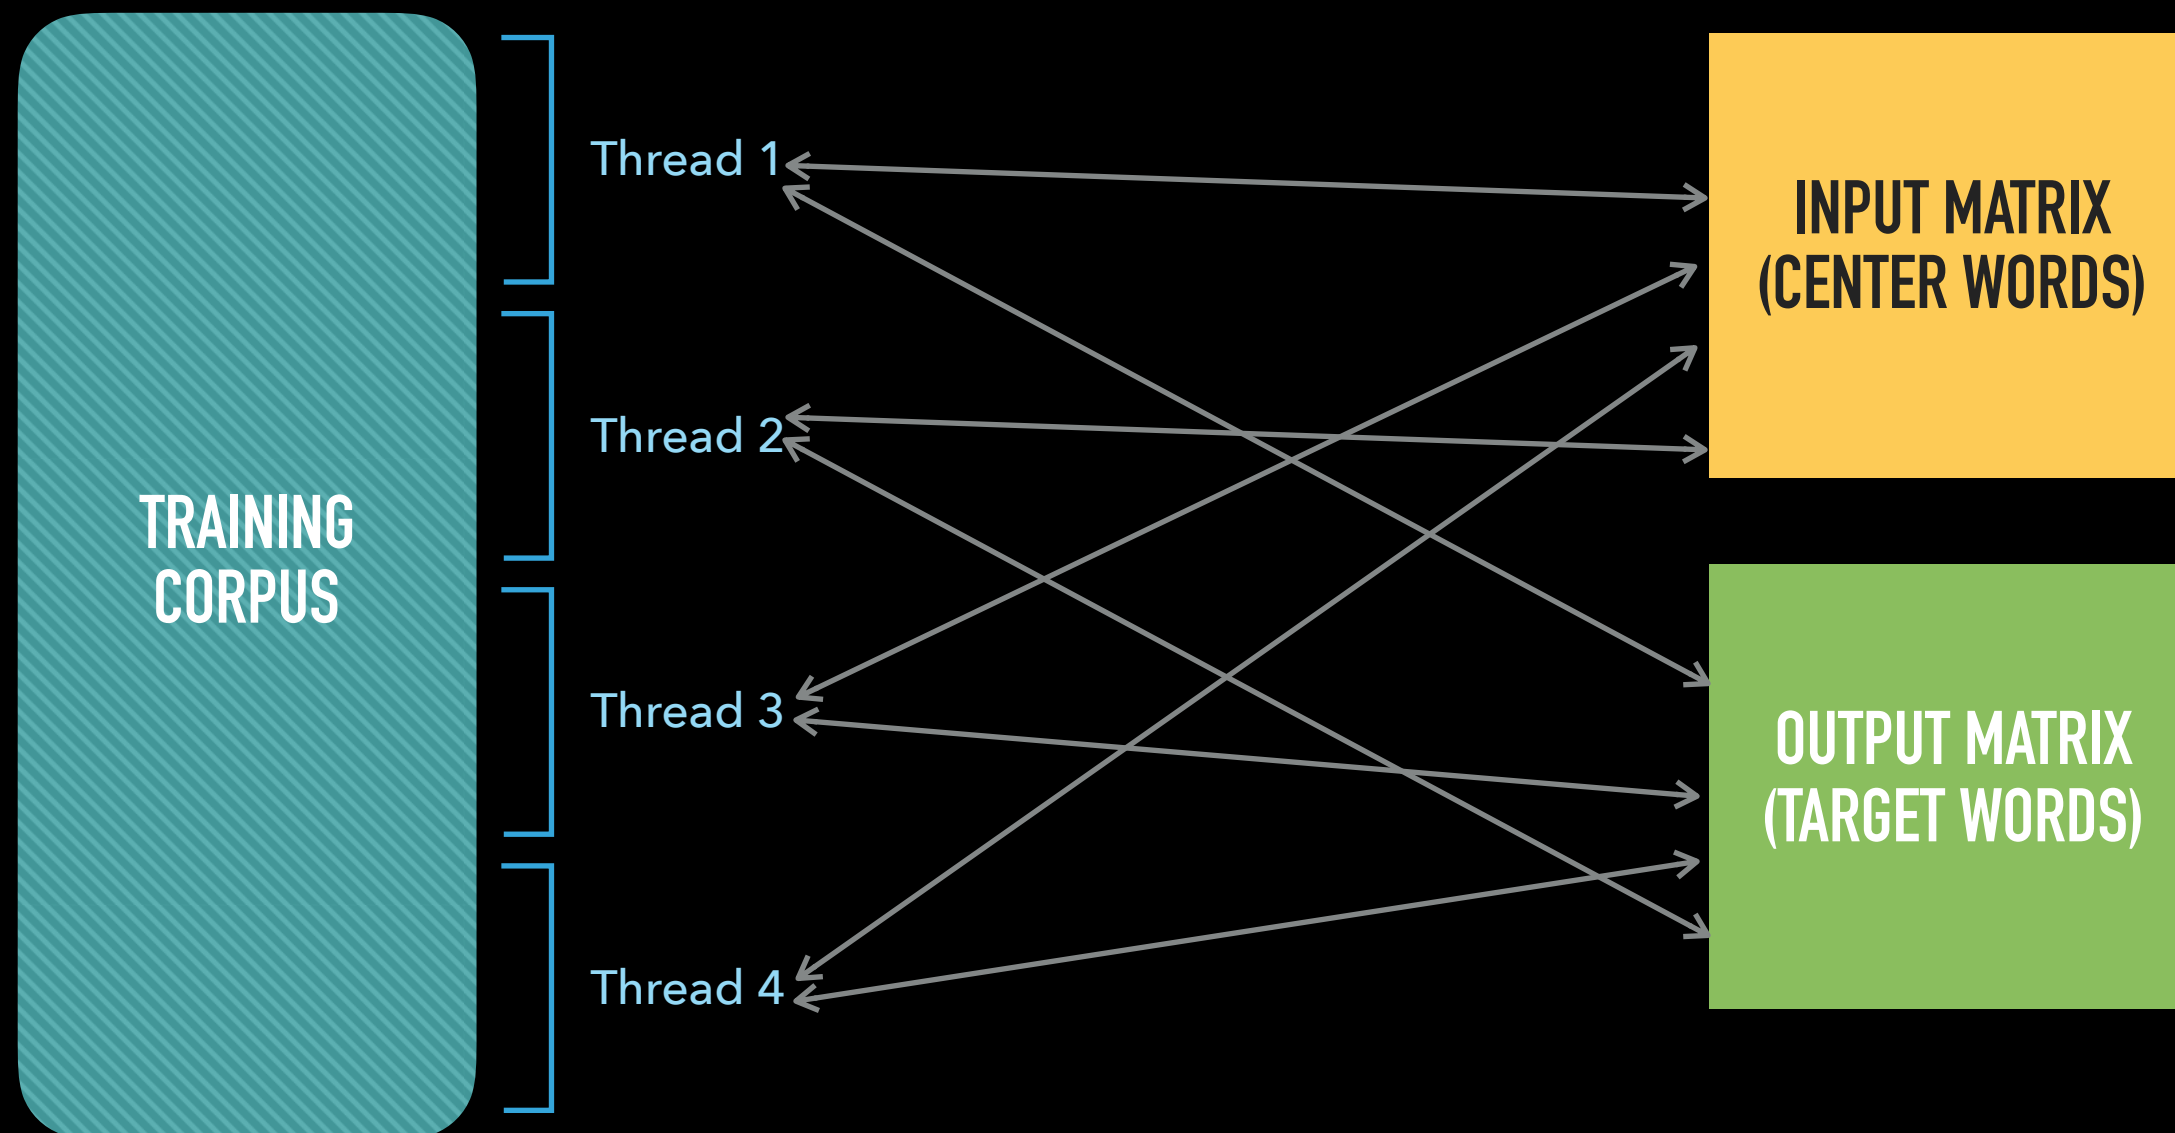 TRAINING
CORPUS
Thread 1
Thread 2
Thread 3
Thread 4
INPUT MATRIX
(CENTER WORDS)
OUTPUT MATRIX
(TARGET WORDS)